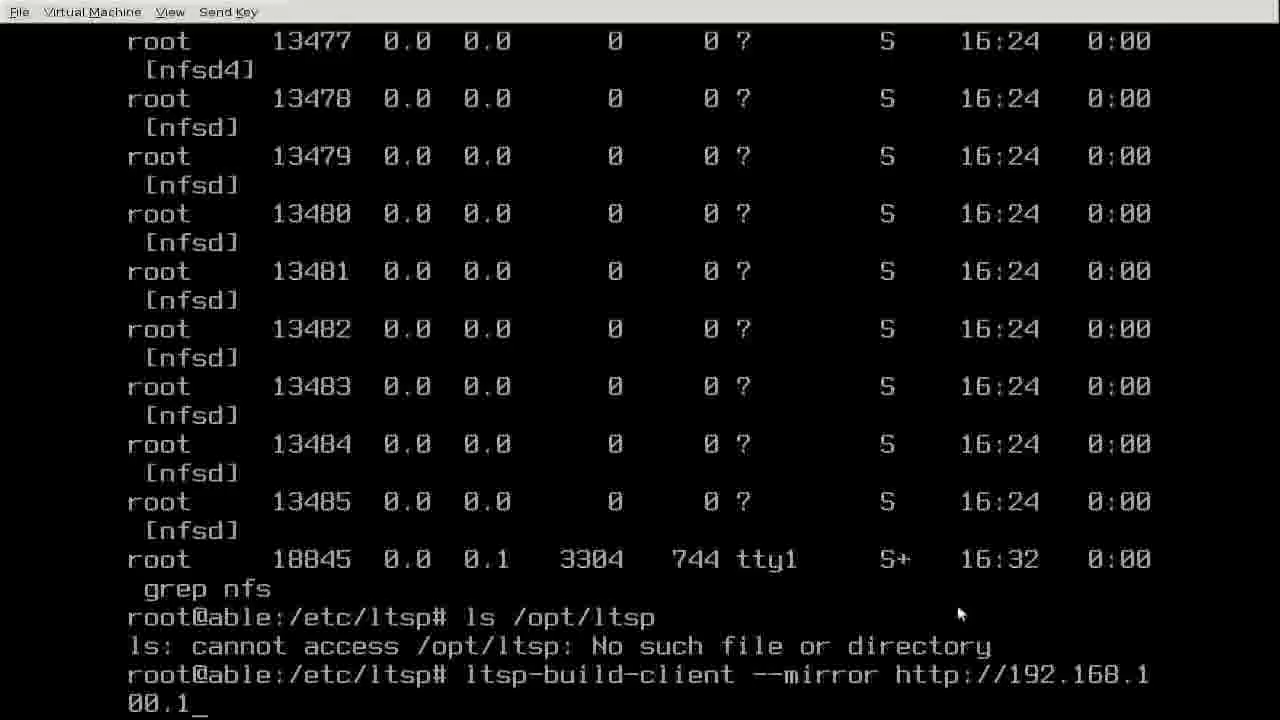 File Virtual Machine View Send Key
root 13477 0.0 0.0 0 0 ? S 16:24 0:00
[nfsd4]
root 13478 0.0 0.0 0 0 ? S 16:24 0:00
[nfsd]
root 13479 0.0 0.0 0 0 ? S 16:24 0:00
[nfsd]
root 13480 0.0 0.0 0 0 ? S 16:24 0:00
[nfsd]
root 13481 0.0 0.0 0 0 ? S 16:24 0:00
[nfsd]
root 13482 0.0 0.0 0 0 ? S 16:24 0:00
[nfsd]
root 13483 0.0 0.0 0 0 ? S 16:24 0:00
[nfsd]
root 13484 0.0 0.0 0 0 ? S 16:24 0:00
[nfsd]
root 13485 0.0 0.0 0 0 ? S 16:24 0:00
[nfsd]
root 18845 0.0 0.1 3304 744 tty1 S+ 16:32 0:00
grep nfs
root@able:/etc/ltsp# ls /opt/ltsp
ls: cannot access /opt/ltsp: No such file or directory
root@able:/etc/ltsp# ltsp-build-client --mirror http://192.168.1
00.1_